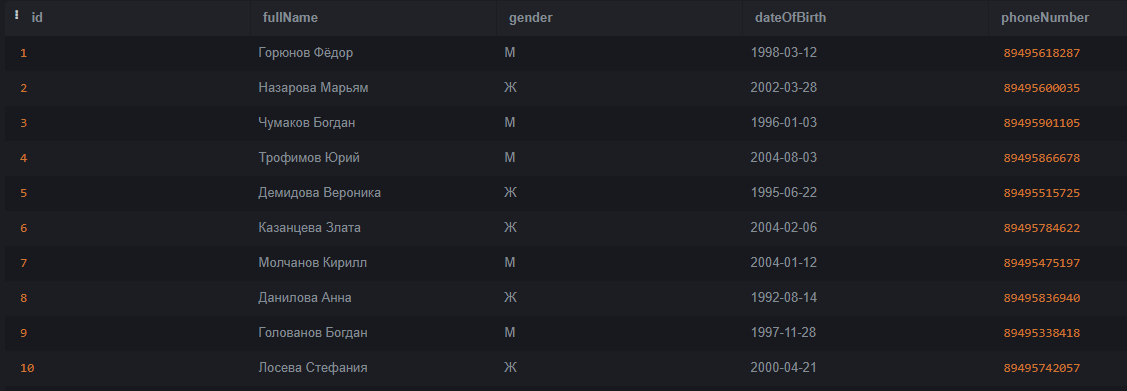 id fullName gender dateOfBirth phoneNumber
1 Горюнов Фёдор М 1998-03-12 89495618287
2 Назарова Марьям Ж 2002-03-28 89495600035
3 Чумаков Богдан М 1996-01-03 89495901105
4 Трофимов Юрий М 2004-08-03 89495866678
5 Демидова Вероника Ж 1995-06-22 89495515725
6 Казанцева Злата Ж 2004-02-06 89495784622
7 Молчанов Кирилл М 2004-01-12 89495475197
8 Данилова Анна Ж 1992-08-14 89495836940
9 Голованов Богдан М 1997-11-28 89495338418
10 Лосева Стефания Ж 2000-04-21 89495742057